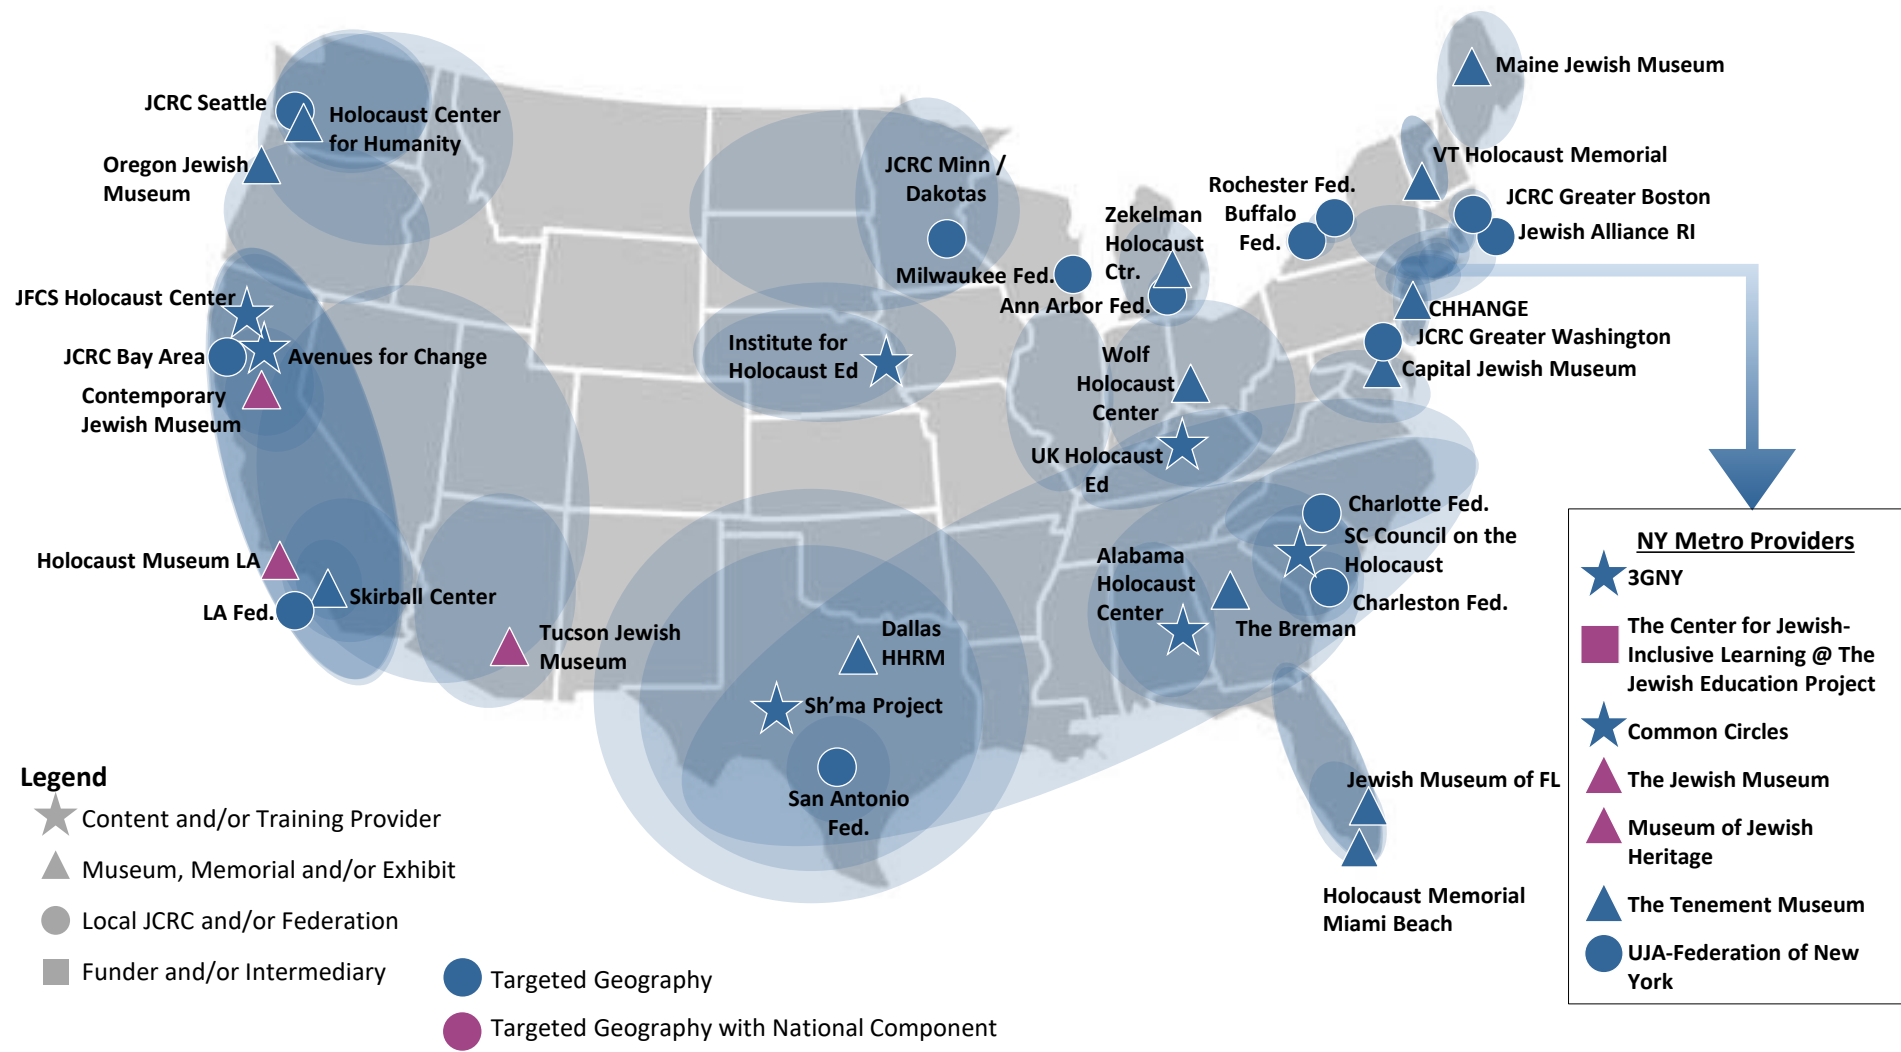 JCRC Seattle
Holocaust Center
for Humanity
Oregon Jewish
Museum
JFCS Holocaust Center
JCRC Bay Area
Avenues for Change
Contemporary
Jewish Museum
Holocaust Museum LA
LA Fed.
Skirball Center
Tucson Jewish
Museum
JCRC Minn /
Dakotas
Milwaukee Fed.
Institute for
Holocaust Ed
Zekelman
Holocaust
Ctr.
Ann Arbor Fed.
Wolf
Holocaust
Center
UK Holocaust
Ed
Dallas
HHRM
Sh’ma Project
San Antonio
Fed.
Alabama
Holocaust
Center
The Breman
Charlotte Fed.
SC Council on the
Holocaust
Charleston Fed.
Jewish Museum of FL
Holocaust Memorial
Miami Beach
Maine Jewish Museum
VT Holocaust Memorial
Rochester Fed.
Buffalo
Fed.
JCRC Greater Boston
Jewish Alliance RI
CHHANGE
JCRC Greater Washington
Capital Jewish Museum
NY Metro Providers
3GNY
The Center for Jewish-
Inclusive Learning @ The
Jewish Education Project
Common Circles
The Jewish Museum
Museum of Jewish
Heritage
The Tenement Museum
UJA-Federation of New
York
Legend
Content and/or Training Provider
Museum, Memorial and/or Exhibit
Local JCRC and/or Federation
Funder and/or Intermediary
Targeted Geography
Targeted Geography with National Component